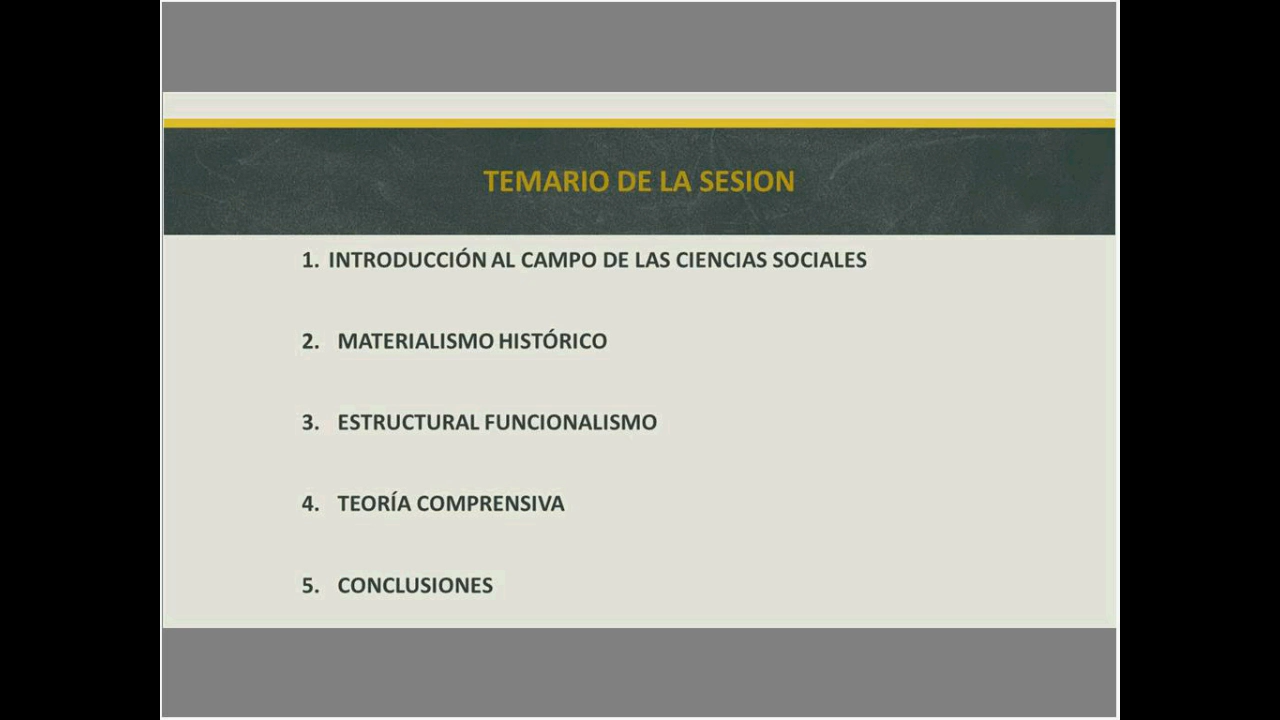 TEMARIO DE LA SESION
1. INTRODUCCIÓN AL CAMPO DE LAS CIENCIAS SOCIALES
2. MATERIALISMO HISTÓRICO
3. ESTRUCTURAL FUNCIONALISMO
4. TEORÍA COMPRENSIVA
5. CONCLUSIONES